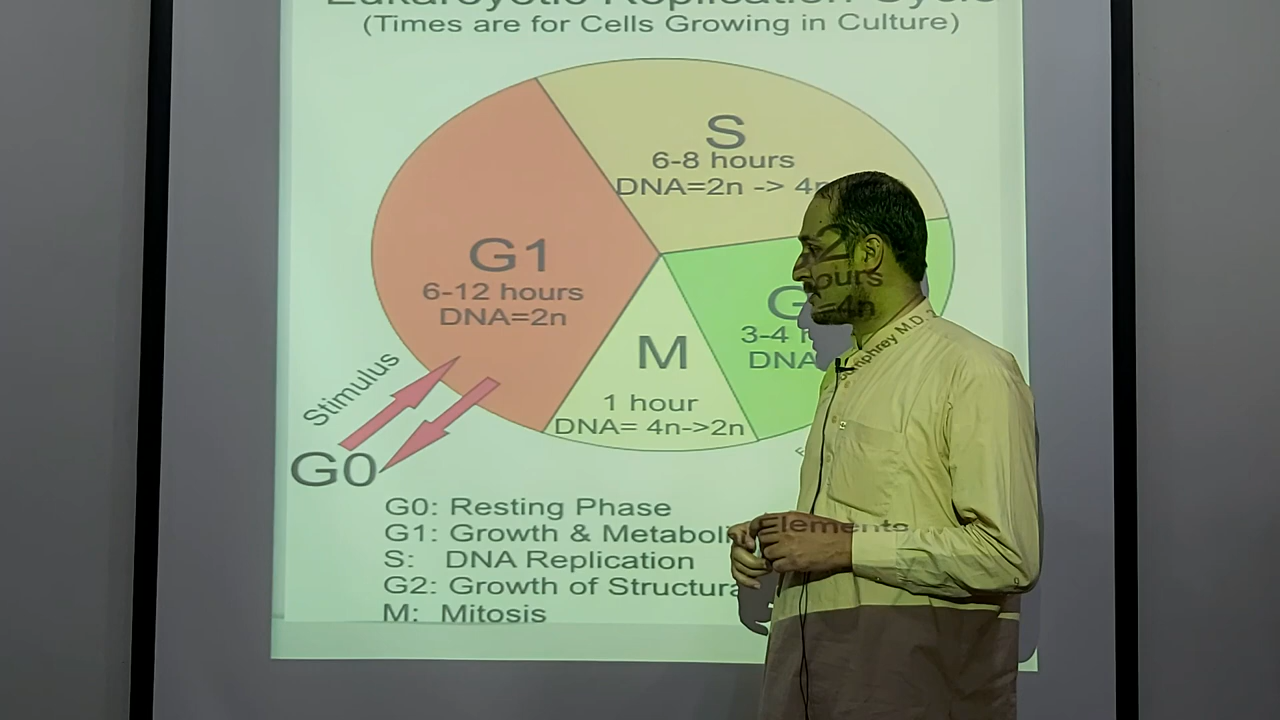 Eukaryotic Replication Cycle
(Times are for Cells Growing in Culture)
S
6-8 hours
DNA=2n -> 4n
G1
6-12 hours
DNA=2n
G2
3-4 hours
DNA=4n
M
1 hour
DNA= 4n->2n
Stimulus
G0
G0: Resting Phase
G1: Growth & Metaboli
S: DNA Replication
G2: Growth of Structura Elements
M: Mitosis